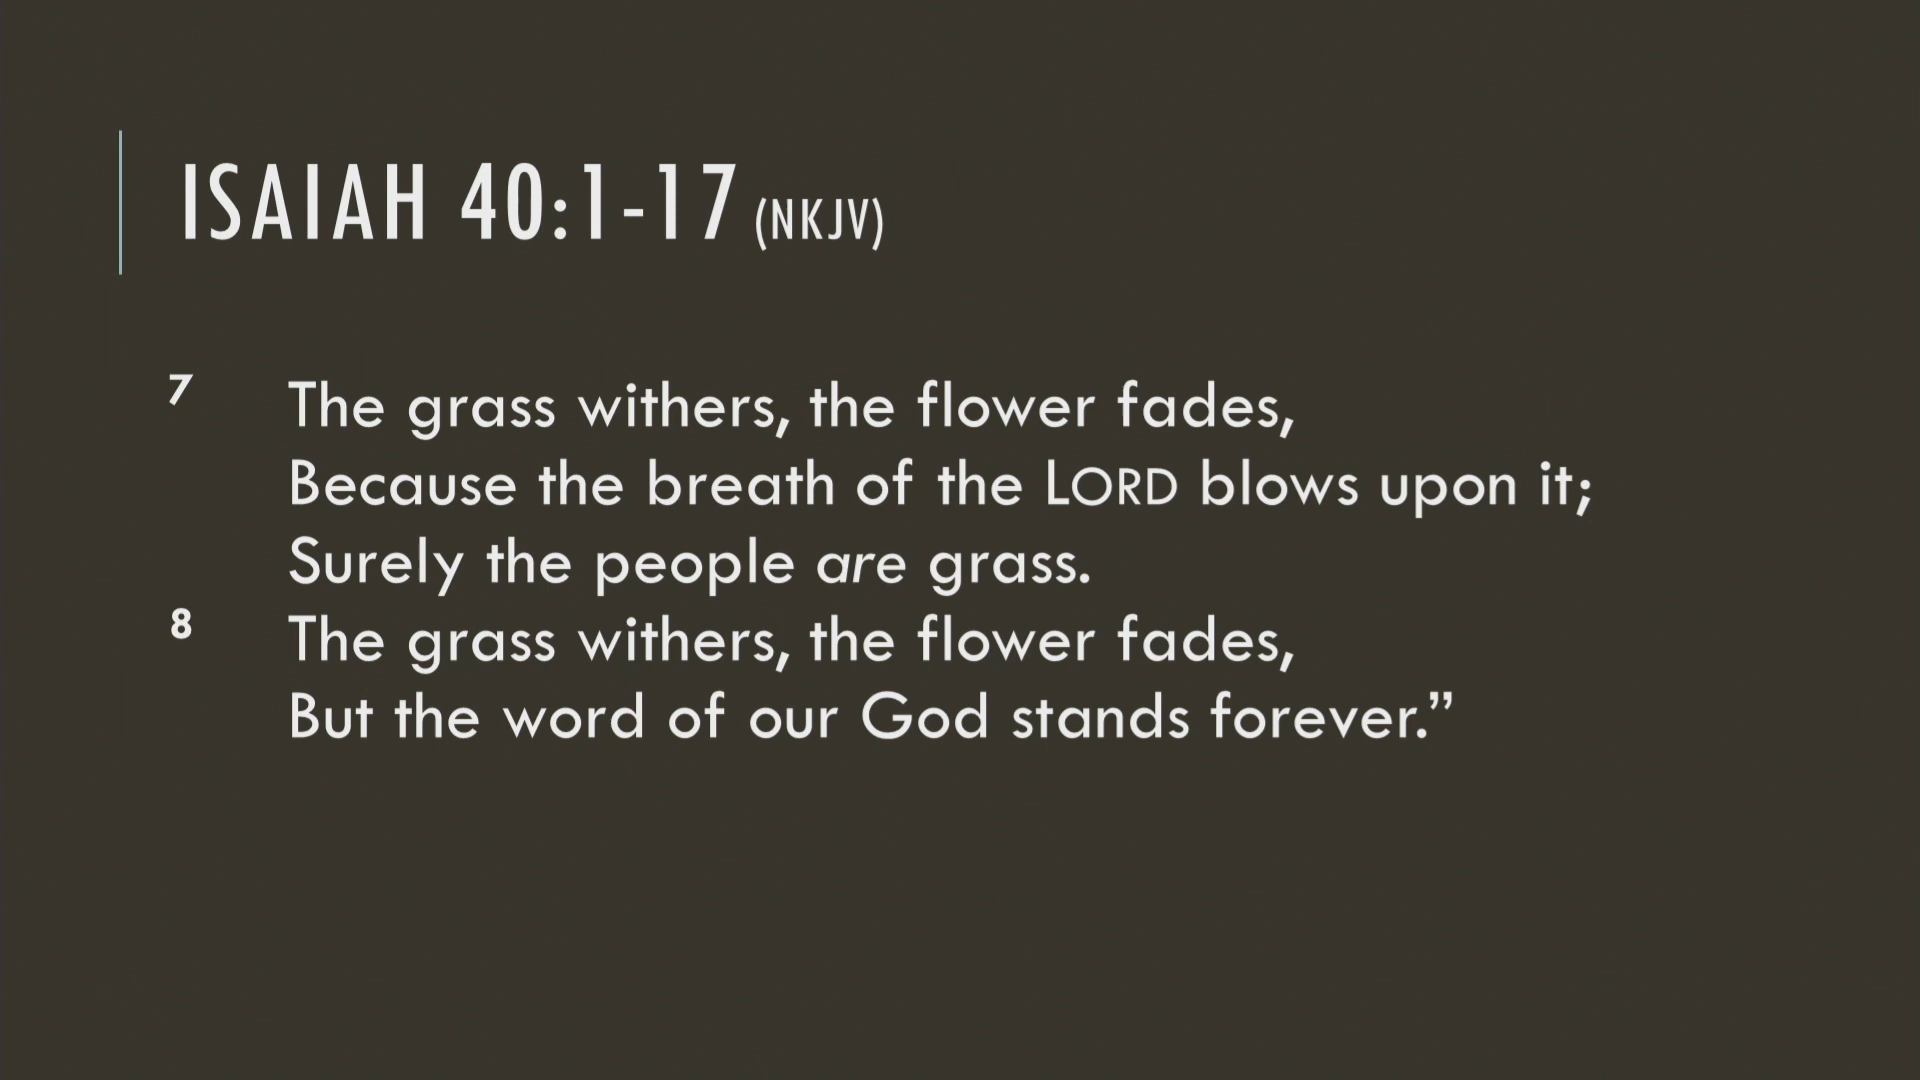 ISAIAH 40:1-17 (NKJV)
7 The grass withers, the flower fades,
Because the breath of the LORD blows upon it;
Surely the people are grass.
8 The grass withers, the flower fades,
But the word of our God stands forever.”